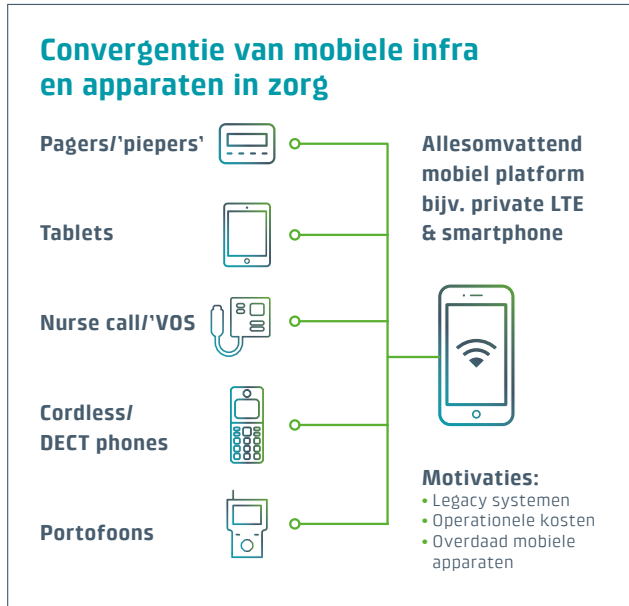 Convergentie van mobiele infra
en apparaten in zorg
Pagers/'piepers'
Tablets
Nurse call/'VOS
Cordless/
DECT phones
Portofoons
Allesomvattend
mobiel platform
bijv. private LTE
& smartphone
Motivaties:
• Legacy systemen
• Operationele kosten
• Overdaad mobiele
apparaten